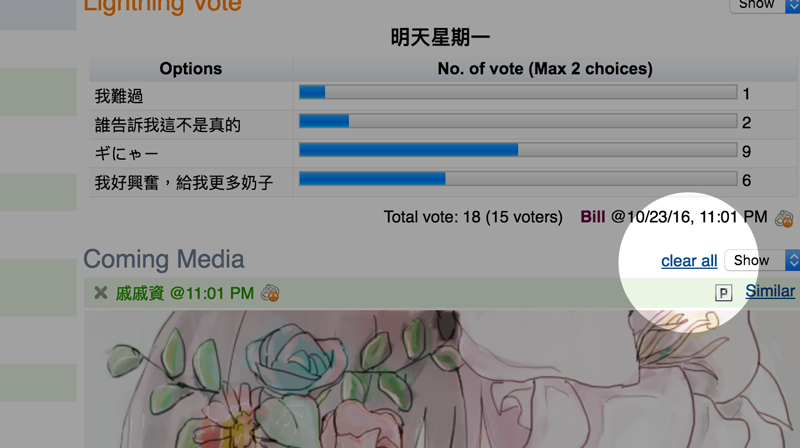 Lightning Vote Show
明天星期一
Options No. of vote (Max 2 choices)
我難過 1
誰告訴我這不是真的 2
ギにゃー 9
我好興奮，給我更多奶子 6
Total vote: 18 (15 voters) Bill @10/23/16, 11:01 PM
Coming Media clear all Show
戚戚資 @11:01 PM P Similar